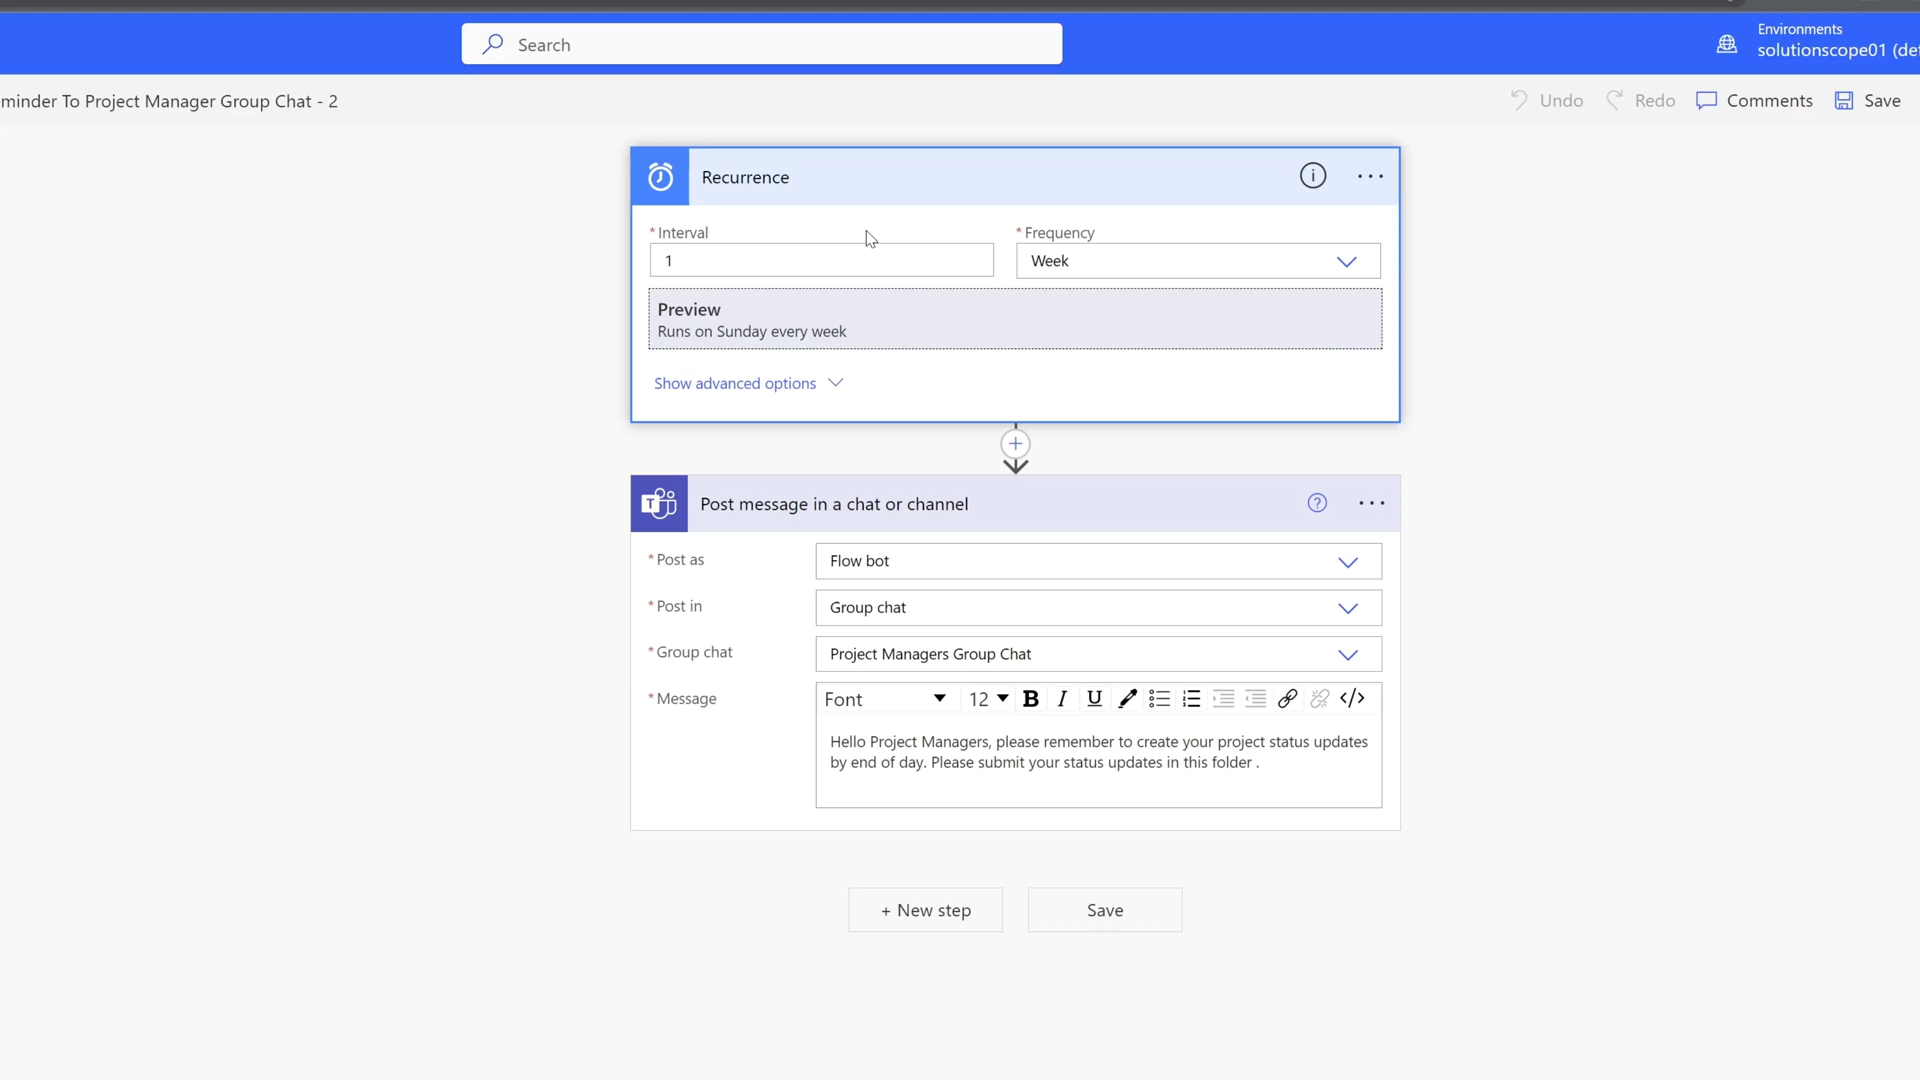 Search
Environments
solutionscope01 (def
minder To Project Manager Group Chat - 2
Undo
Redo
Comments
Save
Recurrence
* Interval
* Frequency
1
Week
Preview
Runs on Sunday every week
Show advanced options
Post message in a chat or channel
* Post as
Flow bot
* Post in
Group chat
* Group chat
Project Managers Group Chat
* Message
Font
12
B I U
Hello Project Managers, please remember to create your project status updates
by end of day. Please submit your status updates in this folder .
+ New step
Save